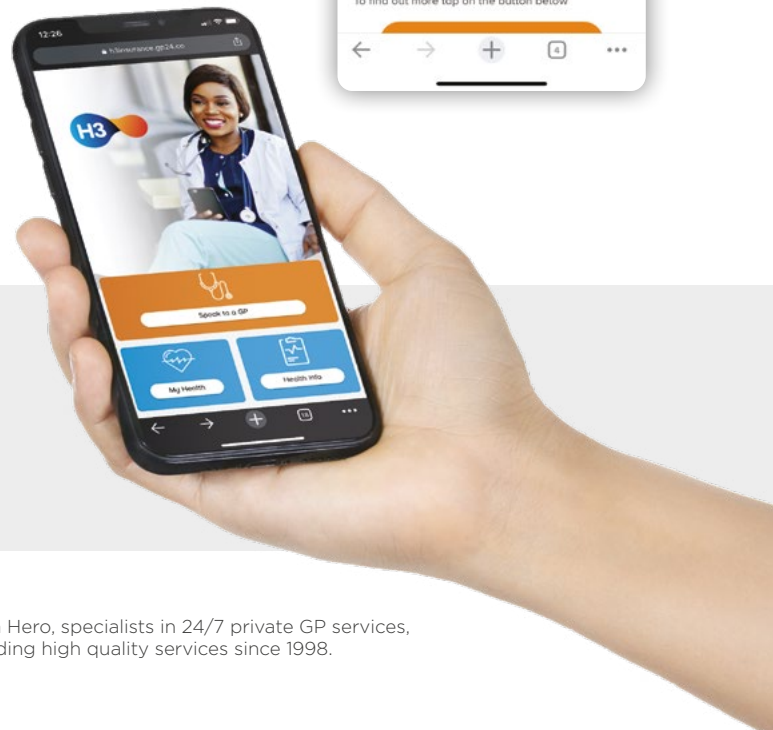 To find out more tap on the button below
4
12:26
h3insurance.gp24.co
H3
Speak to a GP
My Health
Health Info
Hero, specialists in 24/7 private GP services,
ding high quality services since 1998.